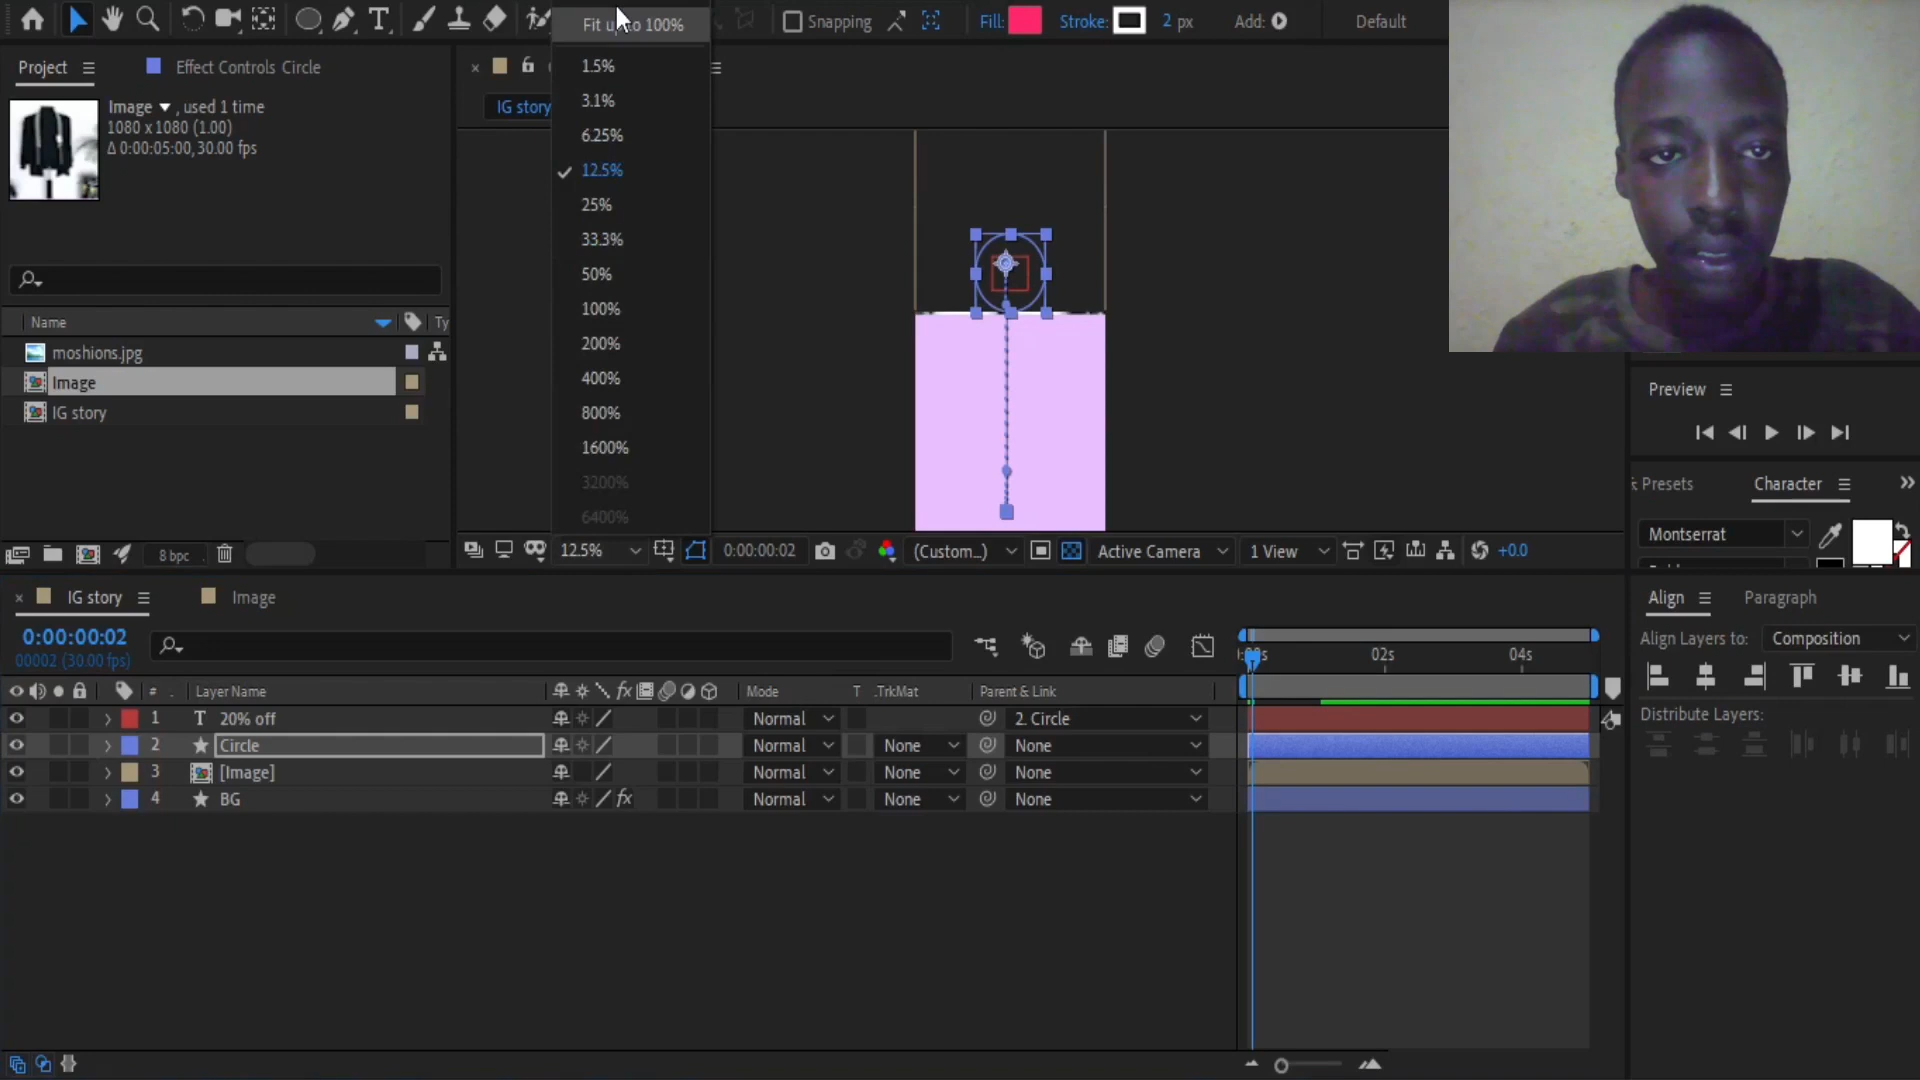 Fit up to 100%
Snapping
Fill:
Stroke:
2 px
Add:
Default
Project
Effect Controls Circle
Image
, used 1 time
1080 x 1080 (1.00)
Δ 0:00:05:00, 30.00 fps
IG story
1.5%
3.1%
6.25%
12.5%
25%
33.3%
50%
100%
200%
400%
800%
1600%
3200%
6400%
Name
Ty
moshions.jpg
Image
IG story
8 bpc
12.5%
0:00:00:02
(Custom_)
Active Camera
1 View
+0.0
Preview
Presets
Character
Montserrat
IG story
Image
0:00:00:02
00002 (30.00 fps)
02s
04s
# Layer Name
Mode
T .TrkMat
Parent & Link
1 T 20% off Normal 2. Circle
2 Circle Normal None None
3 [Image] Normal None None
4 BG Normal None None
fx
Align
Paragraph
Align Layers to:
Composition
Distribute Layers: